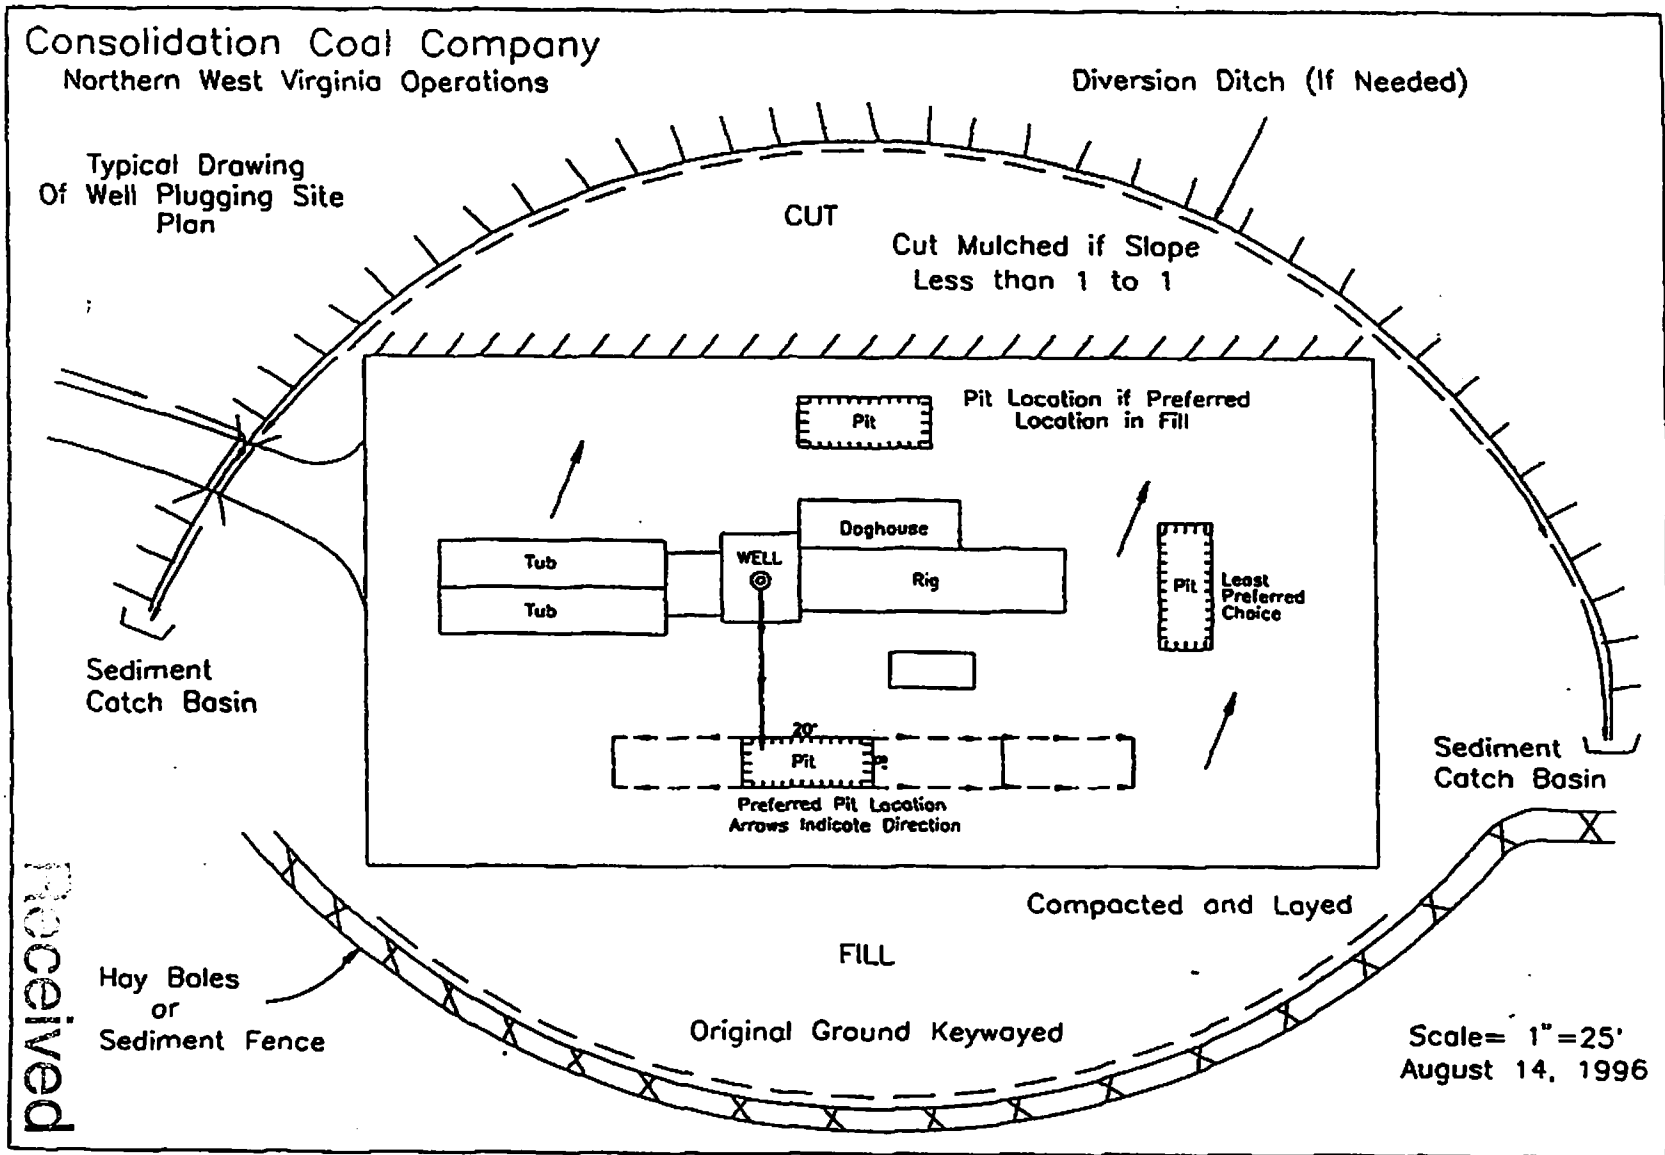 Consolidation Coal Company
Northern West Virginia Operations
Diversion Ditch (If Needed)
Typical Drawing
Of Well Plugging Site
Plan
CUT
Cut Mulched if Slope
Less than 1 to 1
Pit
Pit Location if Preferred
Location in Fill
Doghouse
Tub
WELL
Rig
Tub
Pit
Least
Preferred
Choice
Sediment
Catch Basin
20'
Pit
8'
Preferred Pit Location
Arrows Indicate Direction
Sediment
Catch Basin
Compacted and Layed
FILL
Hay Bales
or
Sediment Fence
Original Ground Keywayed
Scale= 1"=25'
August 14, 1996
Received